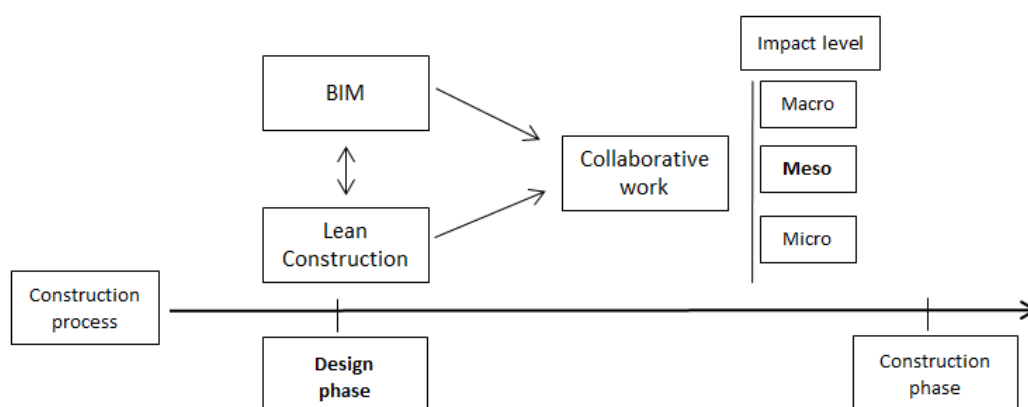 Impact level
BIM
Macro
Collaborative
work
Meso
Lean
Construction
Micro
Construction
process
Design
phase
Construction
phase